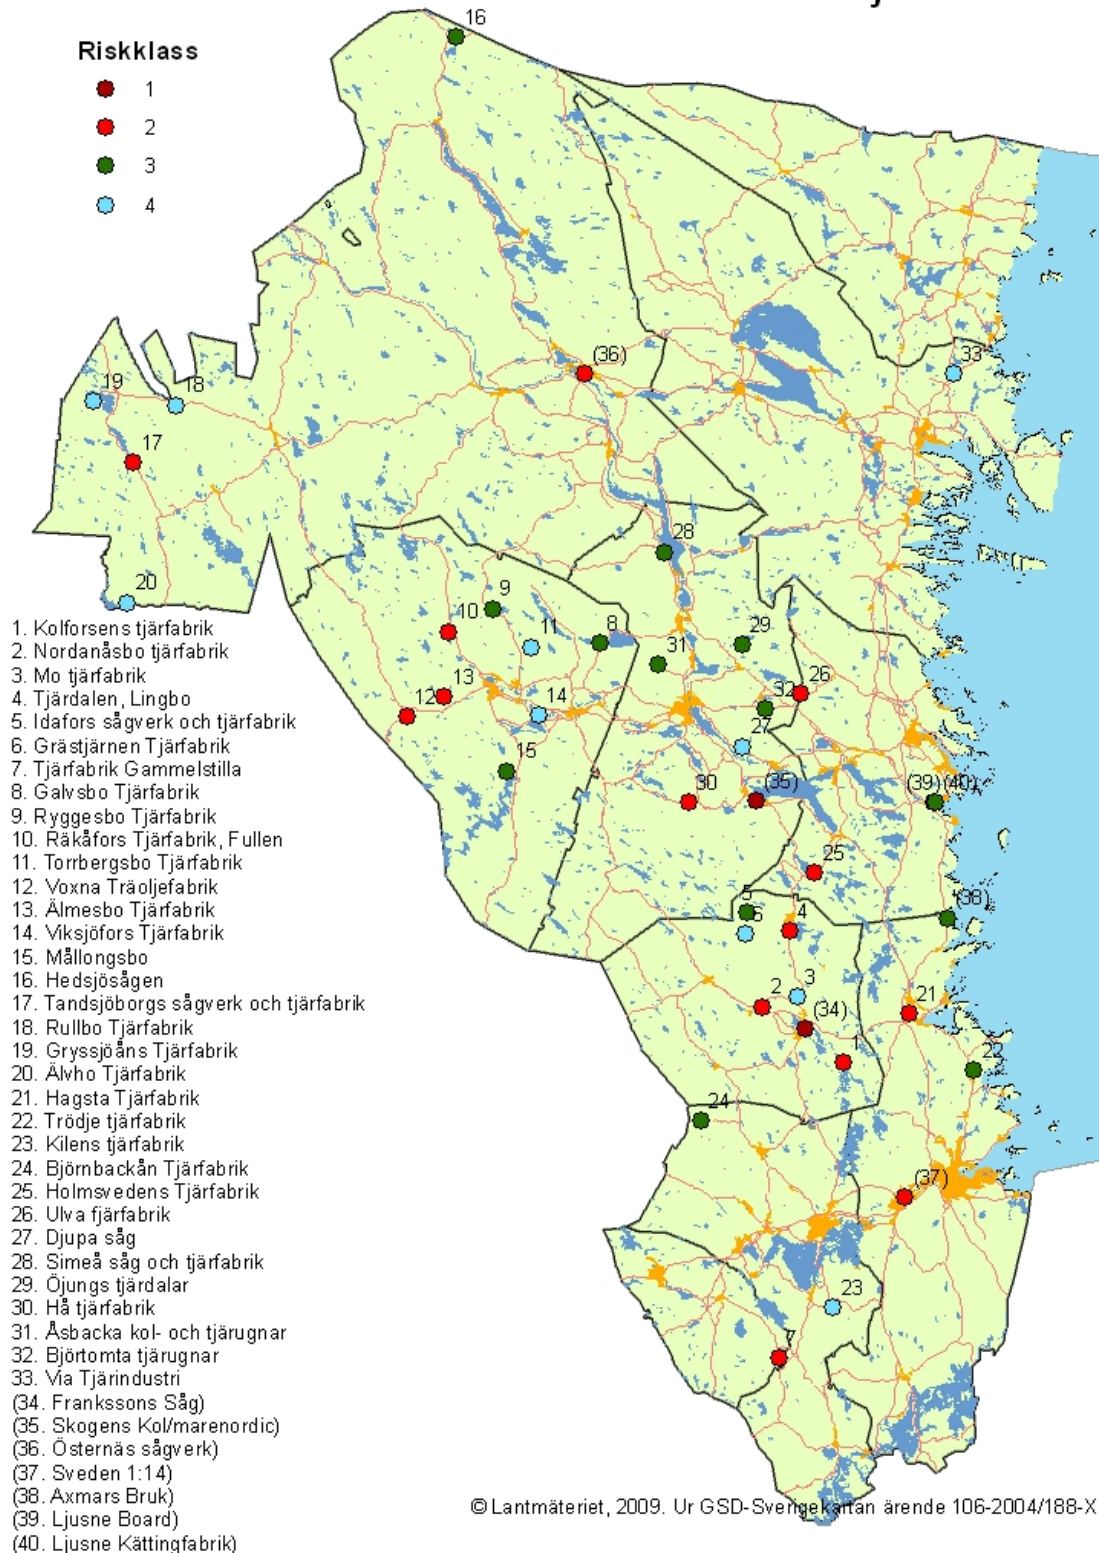 Riskklass
1
2
3
4
16
(36)
33
19
18
17
20
28
9
10
11
8
29
31
26
13
12
14
32
27
15
30
(35)
(39)(40)
25
5
(38)
6
4
3
2
(34)
21
1
22
24
(37)
23
7
1. Kolforsens tjärfabrik
2. Nordanåsbo tjärfabrik
3. Mo tjärfabrik
4. Tjärdalen, Lingbo
5. Idafors sågverk och tjärfabrik
6. Grästjärnen Tjärfabrik
7. Tjärfabrik Gammelstilla
8. Galvsbo Tjärfabrik
9. Ryggesbo Tjärfabrik
10. Räkåfors Tjärfabrik, Fullen
11. Torrbergsbo Tjärfabrik
12. Voxna Träoljefabrik
13. Älmesbo Tjärfabrik
14. Viksjöfors Tjärfabrik
15. Mållongsbo
16. Hedsjösågen
17. Tandsjöborgs sågverk och tjärfabrik
18. Rullbo Tjärfabrik
19. Gryssjöåns Tjärfabrik
20. Älvho Tjärfabrik
21. Hagsta Tjärfabrik
22. Trödje tjärfabrik
23. Kilens tjärfabrik
24. Björnbackån Tjärfabrik
25. Holmsvedens Tjärfabrik
26. Ulva fjärfabrik
27. Djupa såg
28. Simeå såg och tjärfabrik
29. Öjungs tjärdalar
30. Hå tjärfabrik
31. Åsbacka kol- och tjärugnar
32. Björtomta tjärugnar
33. Via Tjärindustri
(34. Frankssons Såg)
(35. Skogens Kol/marenordic)
(36. Östernäs sågverk)
(37. Sveden 1:14)
(38. Axmars Bruk)
(39. Ljusne Board)
(40. Ljusne Kättingfabrik)
© Lantmäteriet, 2009. Ur GSD-Sverigekartan ärende 106-2004/188-X